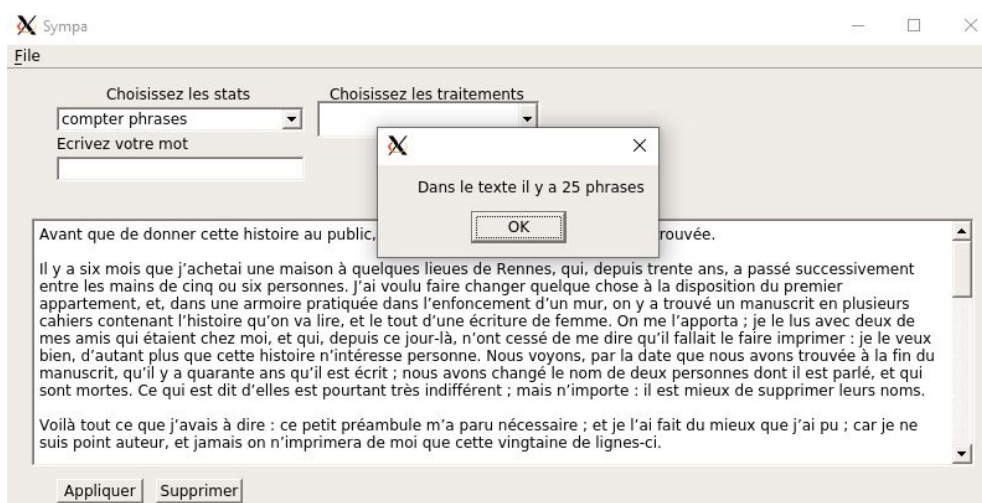 Sympa
File
Choisissez les stats
Choisissez les traitements
compter phrases
Ecrivez votre mot
Dans le texte il y a 25 phrases
OK
Avant que de donner cette histoire au public, rouvée.
Il y a six mois que j’achetai une maison à quelques lieues de Rennes, qui, depuis trente ans, a passé successivement
entre les mains de cinq ou six personnes. J’ai voulu faire changer quelque chose à la disposition du premier
appartement, et, dans une armoire pratiquée dans l’enfoncement d’un mur, on y a trouvé un manuscrit en plusieurs
cahiers contenant l’histoire qu’on va lire, et le tout d’une écriture de femme. On me l’apporta ; je le lus avec deux de
mes amis qui étaient chez moi, et qui, depuis ce jour-là, n’ont cessé de me dire qu’il fallait le faire imprimer : je le veux
bien, d’autant plus que cette histoire n’intéresse personne. Nous voyons, par la date que nous avons trouvée à la fin du
manuscrit, qu’il y a quarante ans qu’il est écrit ; nous avons changé le nom de deux personnes dont il est parlé, et qui
sont mortes. Ce qui est dit d’elles est pourtant très indifférent ; mais n’importe : il est mieux de supprimer leurs noms.
Voilà tout ce que j’avais à dire : ce petit préambule m’a paru nécessaire ; et je l’ai fait du mieux que j’ai pu ; car je ne
suis point auteur, et jamais on n’imprimera de moi que cette vingtaine de lignes-ci.
Appliquer
Supprimer